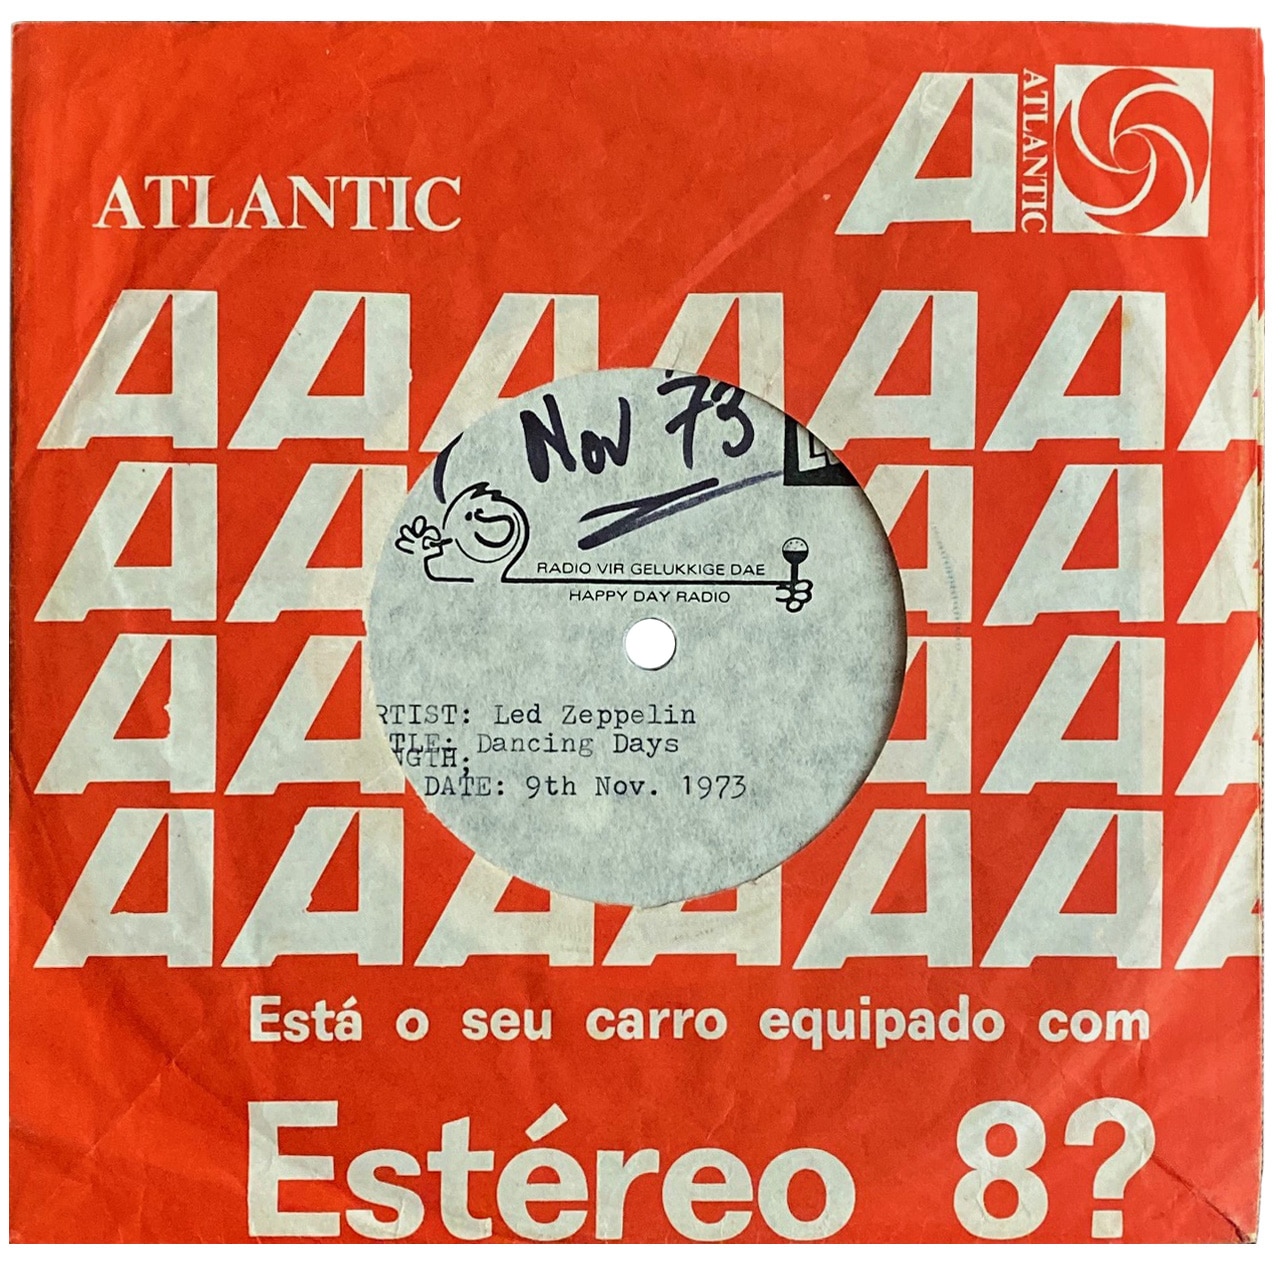 ATLANTIC
A
ATLANTIC
AAAAAAA
Nov '73
RADIO VIR GELUKKIGE DAE
HAPPY DAY RADIO
RTIST: Led Zeppelin
TLE: Dancing Days
NGTH;
DATE: 9th Nov. 1973
Está o seu carro equipado com
Estéreo 8?